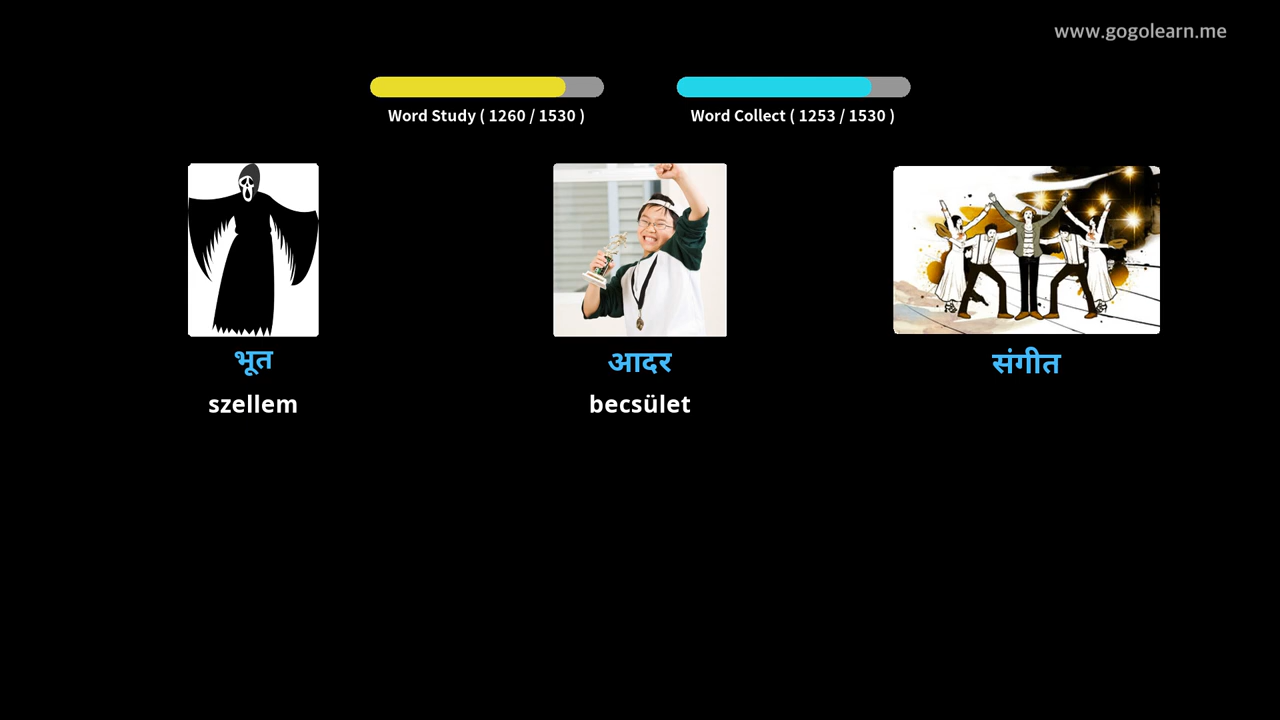 www.gogolearn.me
Word Study ( 1260 / 1530 )
Word Collect ( 1253 / 1530 )
भूत
आदर
संगीत
szellem
becsület